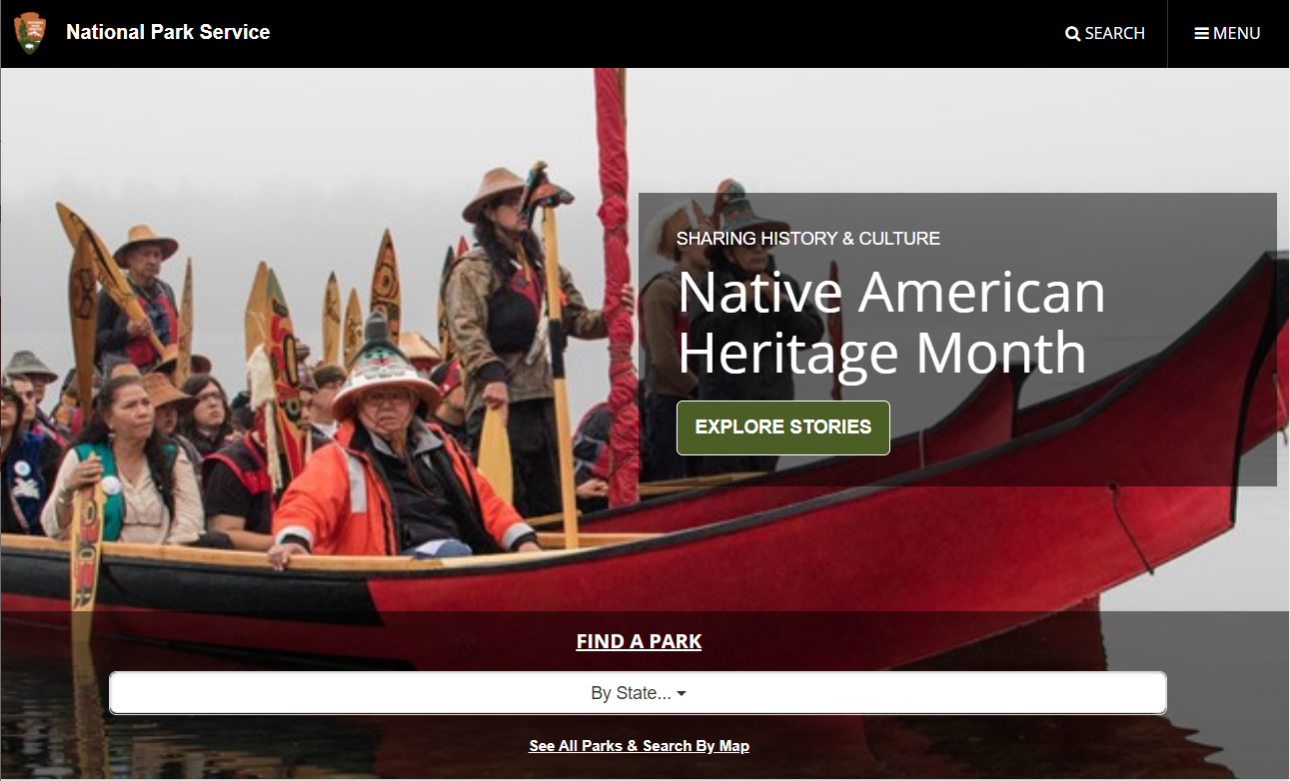 National Park Service
SEARCH
MENU
SHARING HISTORY & CULTURE
Native American
Heritage Month
EXPLORE STORIES
FIND A PARK
By State...
See All Parks & Search By Map